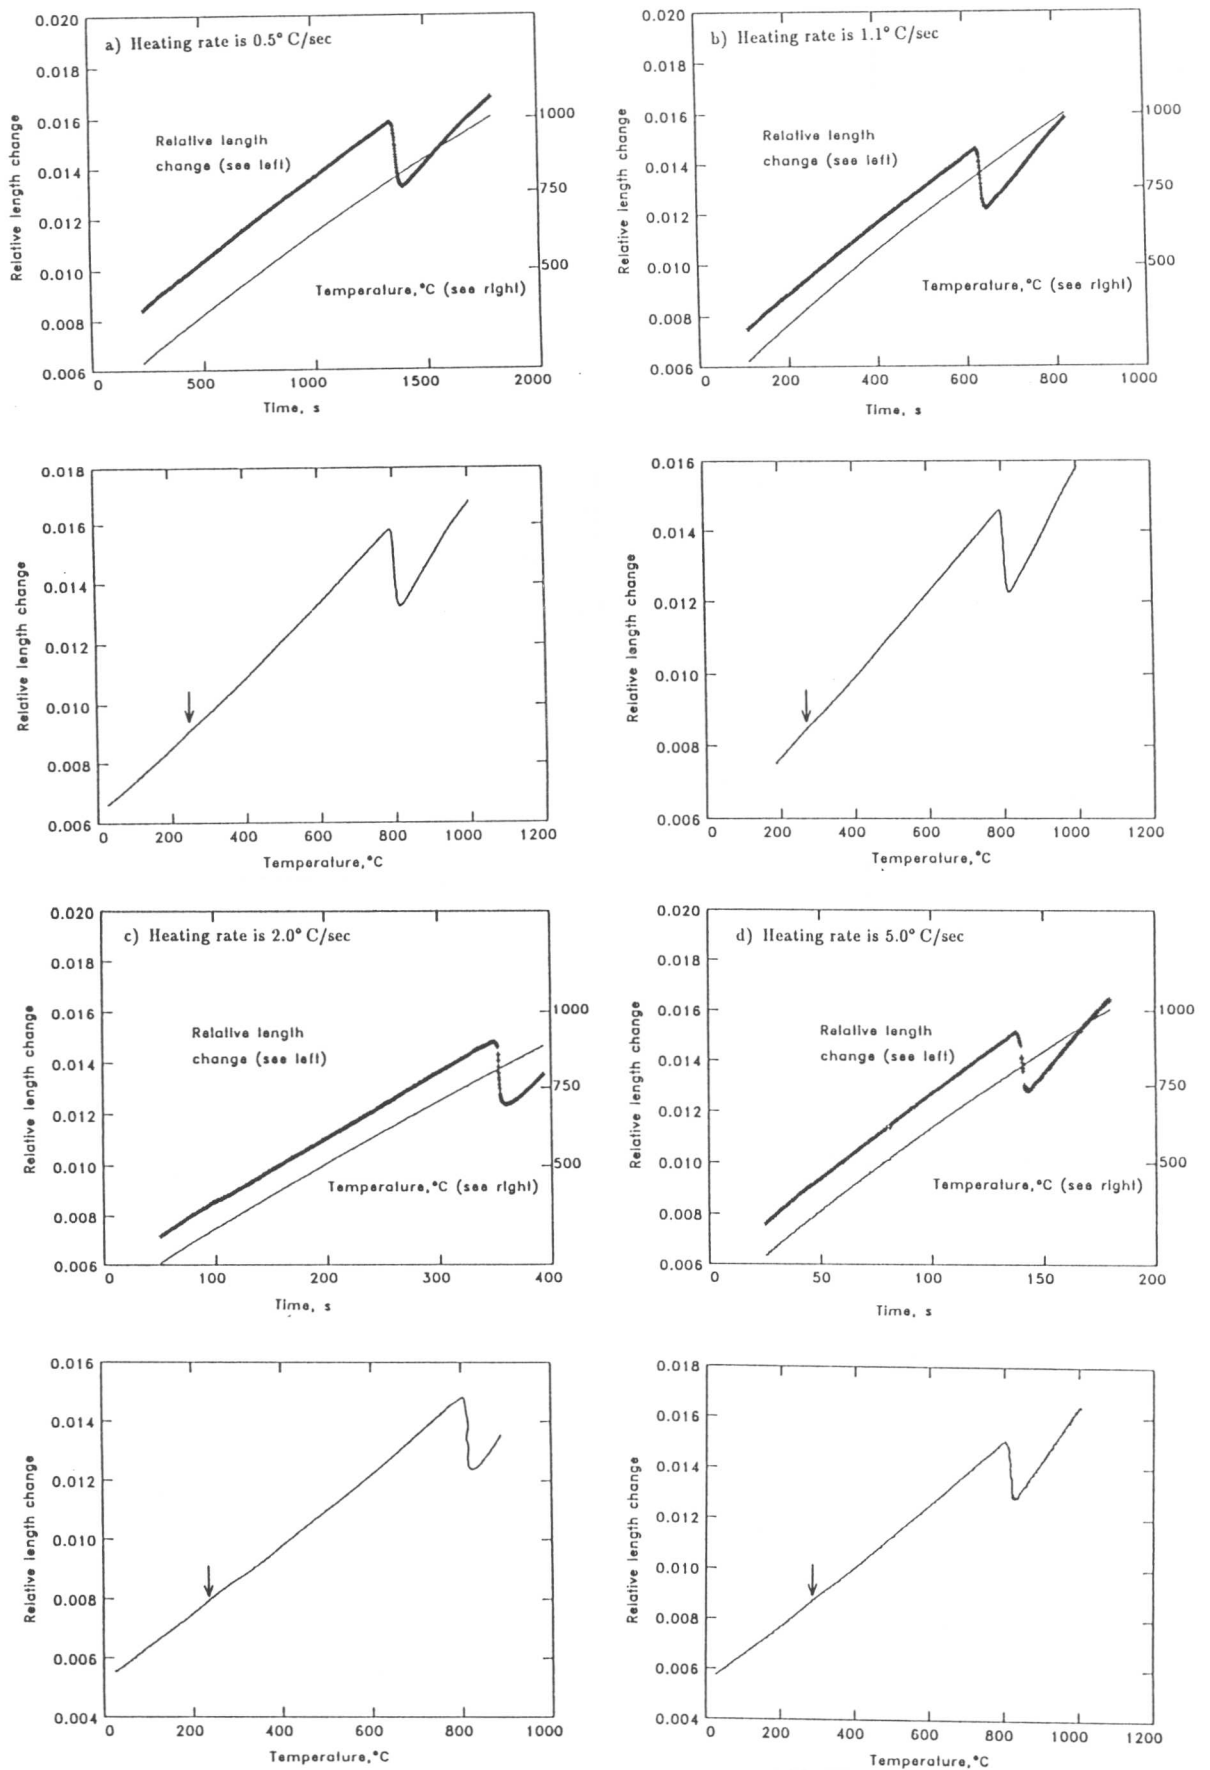 a) Heating rate is 0.5° C/sec
Relative length
change (see left)
Temperature,°C (see right)
Relative length change
0.020
0.018
0.016
0.014
0.012
0.010
0.008
0.006
1000
750
500
0 500 1000 1500 2000
Time, s
b) Heating rate is 1.1° C/sec
Relative length
change (see left)
Temperature,°C (see right)
Relative length change
0.020
0.018
0.016
0.014
0.012
0.010
0.008
0.006
1000
750
500
0 200 400 600 800 1000
Time, s
Relative length change
0.018
0.016
0.014
0.012
0.010
0.008
0.006
0 200 400 600 800 1000 1200
Temperature,°C
Relative length change
0.016
0.014
0.012
0.010
0.008
0.006
0 200 400 600 800 1000 1200
Temperature,°C
c) Heating rate is 2.0° C/sec
Relative length
change (see left)
Temperature,°C (see right)
Relative length change
0.020
0.018
0.016
0.014
0.012
0.010
0.008
0.006
1000
750
500
0 100 200 300 400
Time, s
d) Heating rate is 5.0° C/sec
Relative length
change (see left)
Temperature,°C (see right)
Relative length change
0.020
0.018
0.016
0.014
0.012
0.010
0.008
0.006
1000
750
500
0 50 100 150 200
Time, s
Relative length change
0.016
0.014
0.012
0.010
0.008
0.006
0.004
0 200 400 600 800 1000
Temperature,°C
Relative length change
0.018
0.016
0.014
0.012
0.010
0.008
0.006
0.004
0 200 400 600 800 1000 1200
Temperature,°C